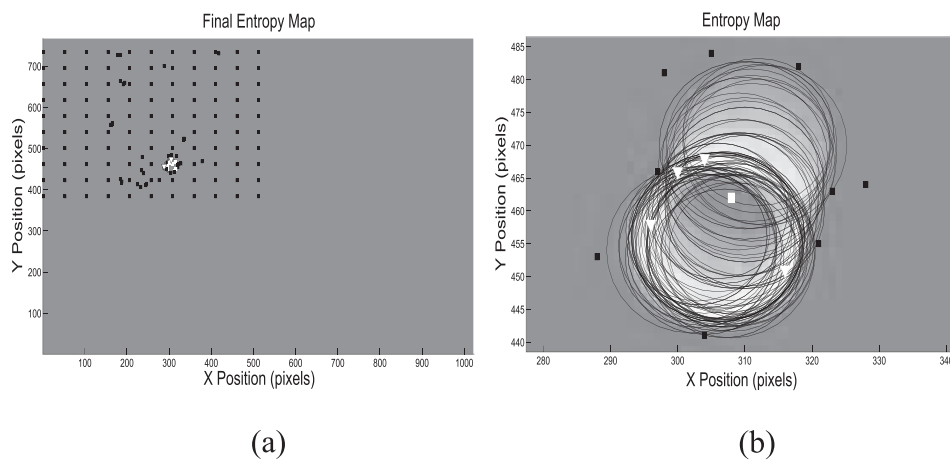 Final Entropy Map
Y Position (pixels)
700
600
500
400
300
200
100
100 200 300 400 500 600 700 800 900 1000
X Position (pixels)
(a)
Entropy Map
Y Position (pixels)
485
480
475
470
465
460
455
450
445
440
280 290 300 310 320 330 340
X Position (pixels)
(b)